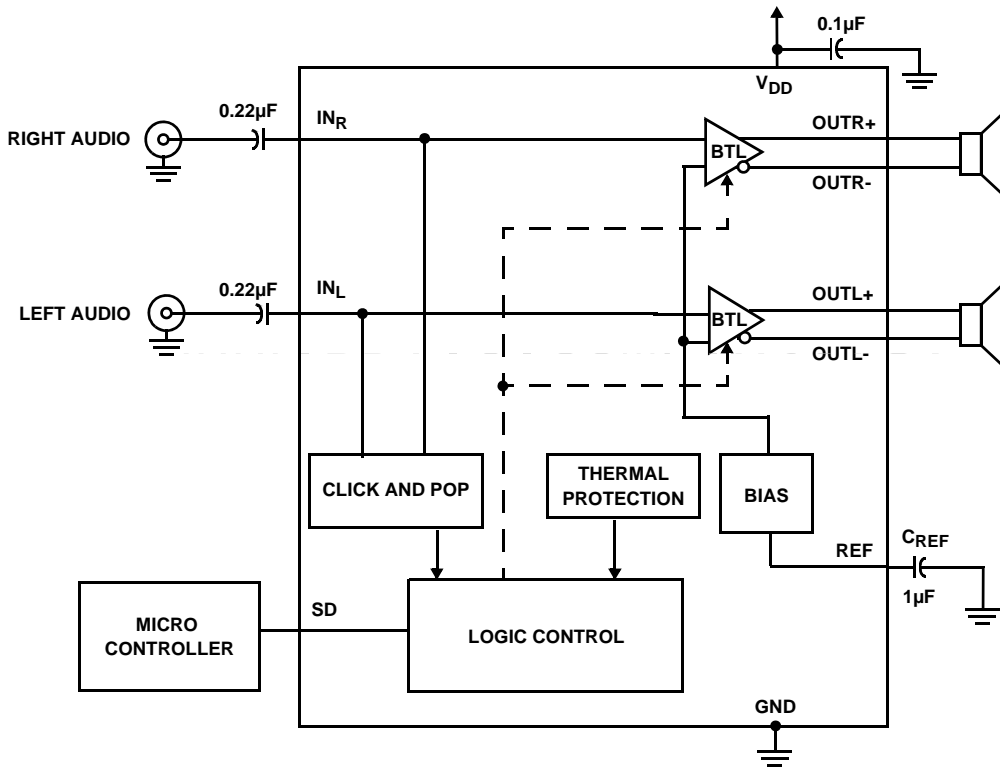 0.1µF
VDD
0.22µF
INR
RIGHT AUDIO
BTL
OUTR+
OUTR-
0.22µF
INL
LEFT AUDIO
BTL
OUTL+
OUTL-
CLICK AND POP
THERMAL
PROTECTION
BIAS
REF
CREF
1µF
MICRO
CONTROLLER
SD
LOGIC CONTROL
GND